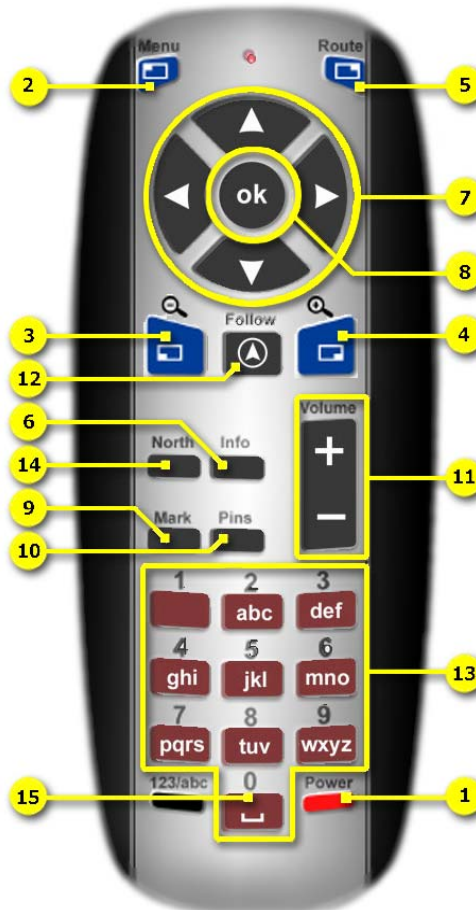 Menu
Route
2
5
ok
7
8
Follow
3
4
12
Volume
6
North
Info
+
14
11
9
Mark
Pins
−
10
1
2
3
abc
def
4
5
6
ghi
jkl
mno
13
7
8
9
pqrs
tuv
wxyz
123/abc
0
Power
15
1